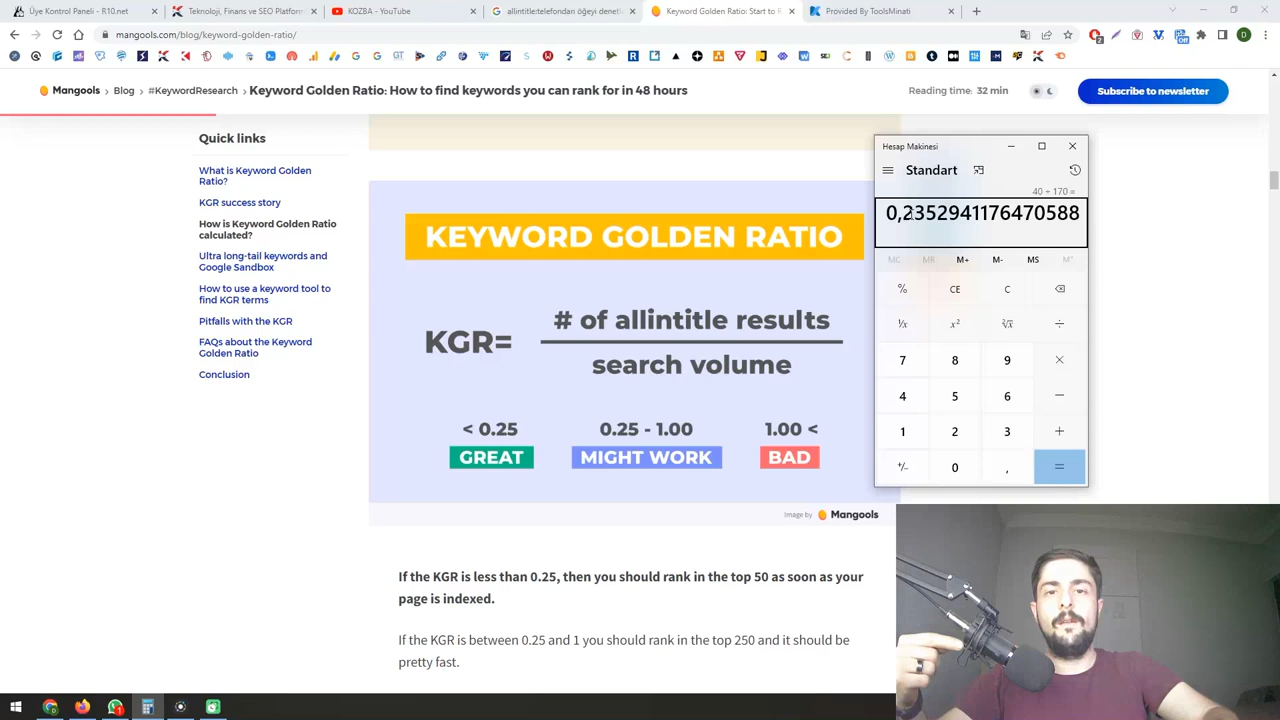 Üye Kontrol Paneli - R10.net
Teknoloji, Finans ve SEO Platform
KOZBA - YouTube
allintitle:telefondan öğeyi denetl
Keyword Golden Ratio: Start to R
Provided By ToolsMinati
mangools.com/blog/keyword-golden-ratio/
Mangools
Blog
#KeywordResearch
Keyword Golden Ratio: How to find keywords you can rank for in 48 hours
Reading time: 32 min
Subscribe to newsletter
Quick links
What is Keyword Golden
Ratio?
KGR success story
How is Keyword Golden Ratio
calculated?
Ultra long-tail keywords and
Google Sandbox
How to use a keyword tool to
find KGR terms
Pitfalls with the KGR
FAQs about the Keyword
Golden Ratio
Conclusion
KEYWORD GOLDEN RATIO
KGR=
# of allintitle results
search volume
< 0.25
0.25 - 1.00
1.00 <
GREAT
MIGHT WORK
BAD
Image by
Mangools
If the KGR is less than 0.25, then you should rank in the top 50 as soon as your
page is indexed.
If the KGR is between 0.25 and 1 you should rank in the top 250 and it should be
pretty fast.
Hesap Makinesi
Standart
40 ÷ 170 =
0,2352941176470588
MC MR M+ M- MS M˅
% CE C
¹/x x² ²√x ÷
7 8 9 ×
4 5 6 −
1 2 3 +
+/− 0 , =